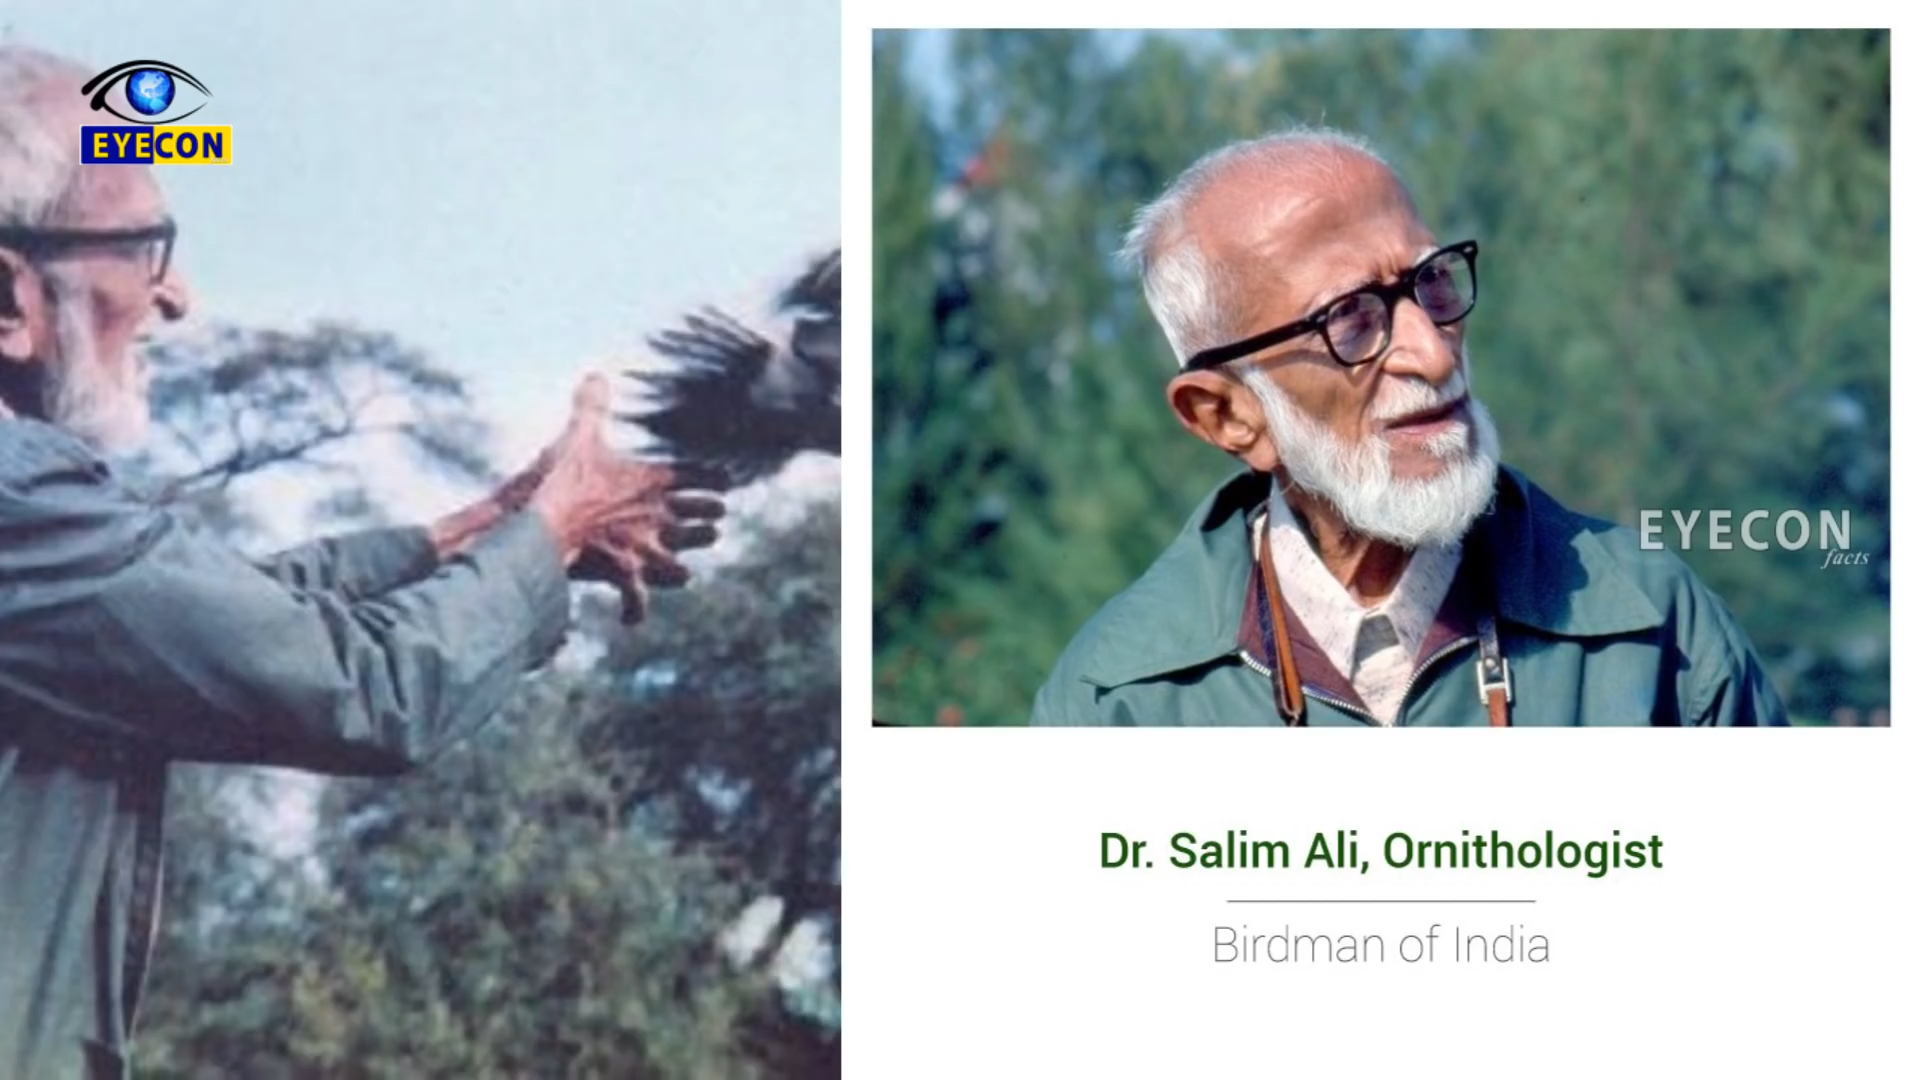 EYECON
EYECON
facts
Dr. Salim Ali, Ornithologist
Birdman of India